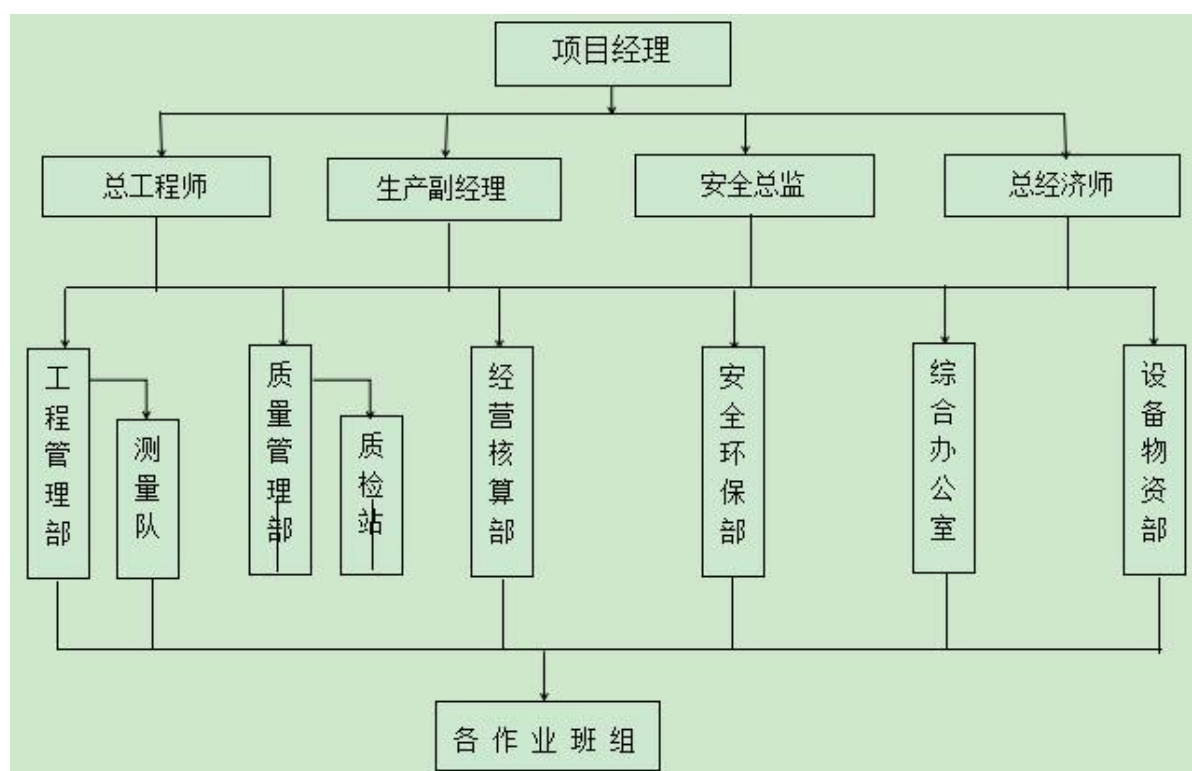 项目经理
总工程师
生产副经理
安全总监
总经济师
工程管理部
测量队
质量管理部
质检站
经营核算部
安全环保部
综合办公室
设备物资部
各作业班组